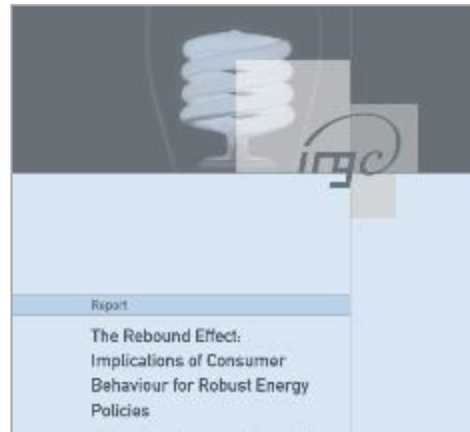 irgc
Report
The Rebound Effect:
Implications of Consumer
Behaviour for Robust Energy
Policies